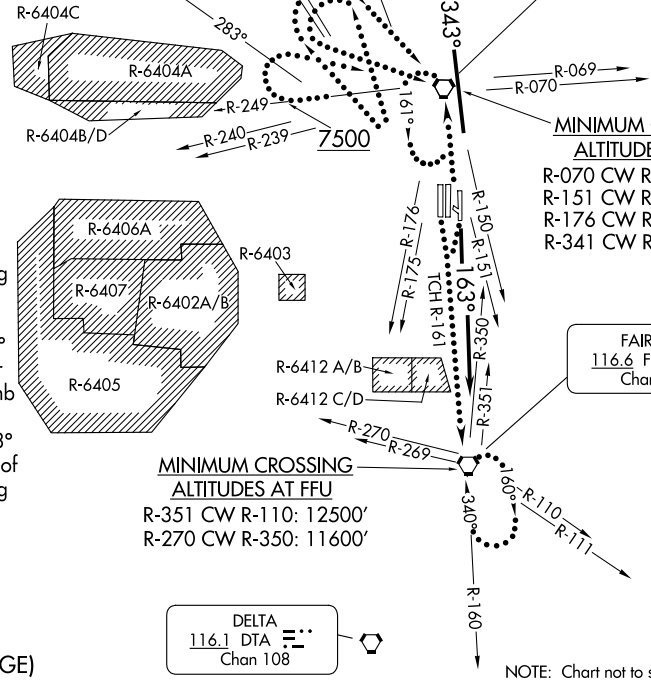 R-6404C
R-6404A
R-6404B/D
283°
R-249
R-240
R-239
7500
161°
343°
R-069
R-070
MINIMUM
ALTITUDE
R-070 CW R
R-151 CW R
R-176 CW R
R-341 CW R
R-176
R-175
R-150
R-151
TCH R-161
163°
R-350
R-351
R-6406A
R-6407
R-6402A/B
R-6405
R-6403
R-6412 A/B
R-6412 C/D
FAIR
116.6 F
Chan
R-270
R-269
MINIMUM CROSSING
ALTITUDES AT FFU
R-351 CW R-110: 12500'
R-270 CW R-350: 11600'
160°
340°
R-110
R-111
R-160
DELTA
116.1 DTA
Chan 108
GE)
NOTE: Chart not to s